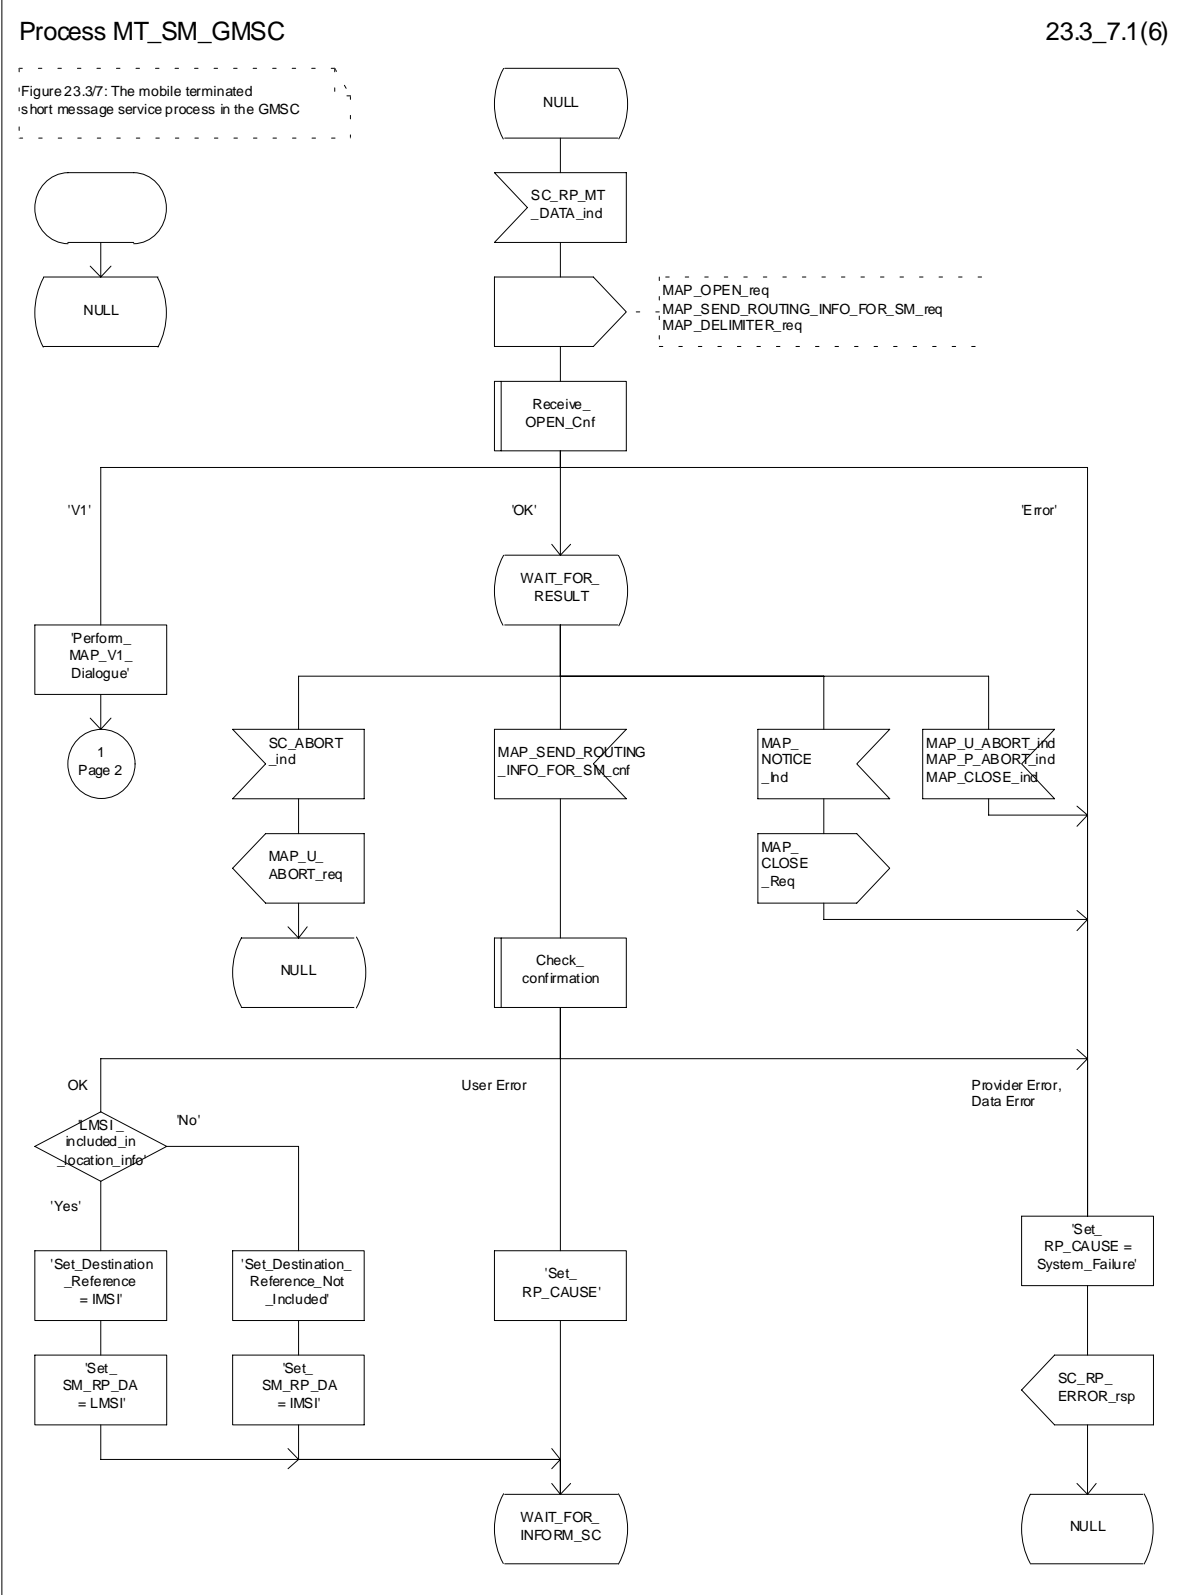 Process MT_SM_GMSC
23.3_7.1(6)
Figure 23.3/7: The mobile terminated
short message service process in the GMSC
NULL
SC_RP_MT
_DATA_ind
NULL
MAP_OPEN_req
MAP_SEND_ROUTING_INFO_FOR_SM_req
MAP_DELIMITER_req
Receive_
OPEN_Cnf
'V1'
'OK'
'Error'
WAIT_FOR_
RESULT
'Perform_
MAP_V1_
Dialogue'
1
Page 2
SC_ABORT
_ind
MAP_SEND_ROUTING
_INFO_FOR_SM_cnf
MAP_
NOTICE
_Ind
MAP_U_ABORT_ind
MAP_P_ABORT_ind
MAP_CLOSE_ind
MAP_U_
ABORT_req
MAP_
CLOSE
_Req
NULL
Check_
confirmation
OK
User Error
Provider Error,
Data Error
'LMSI_
included_in
_location_info'
'No'
'Yes'
'Set_Destination
_Reference
= IMSI'
'Set_Destination_
Reference_Not
_Included'
'Set_
RP_CAUSE'
'Set_
RP_CAUSE =
System_Failure'
'Set_
SM_RP_DA
= LMSI'
'Set_
SM_RP_DA
= IMSI'
SC_RP_
ERROR_rsp
WAIT_FOR_
INFORM_SC
NULL